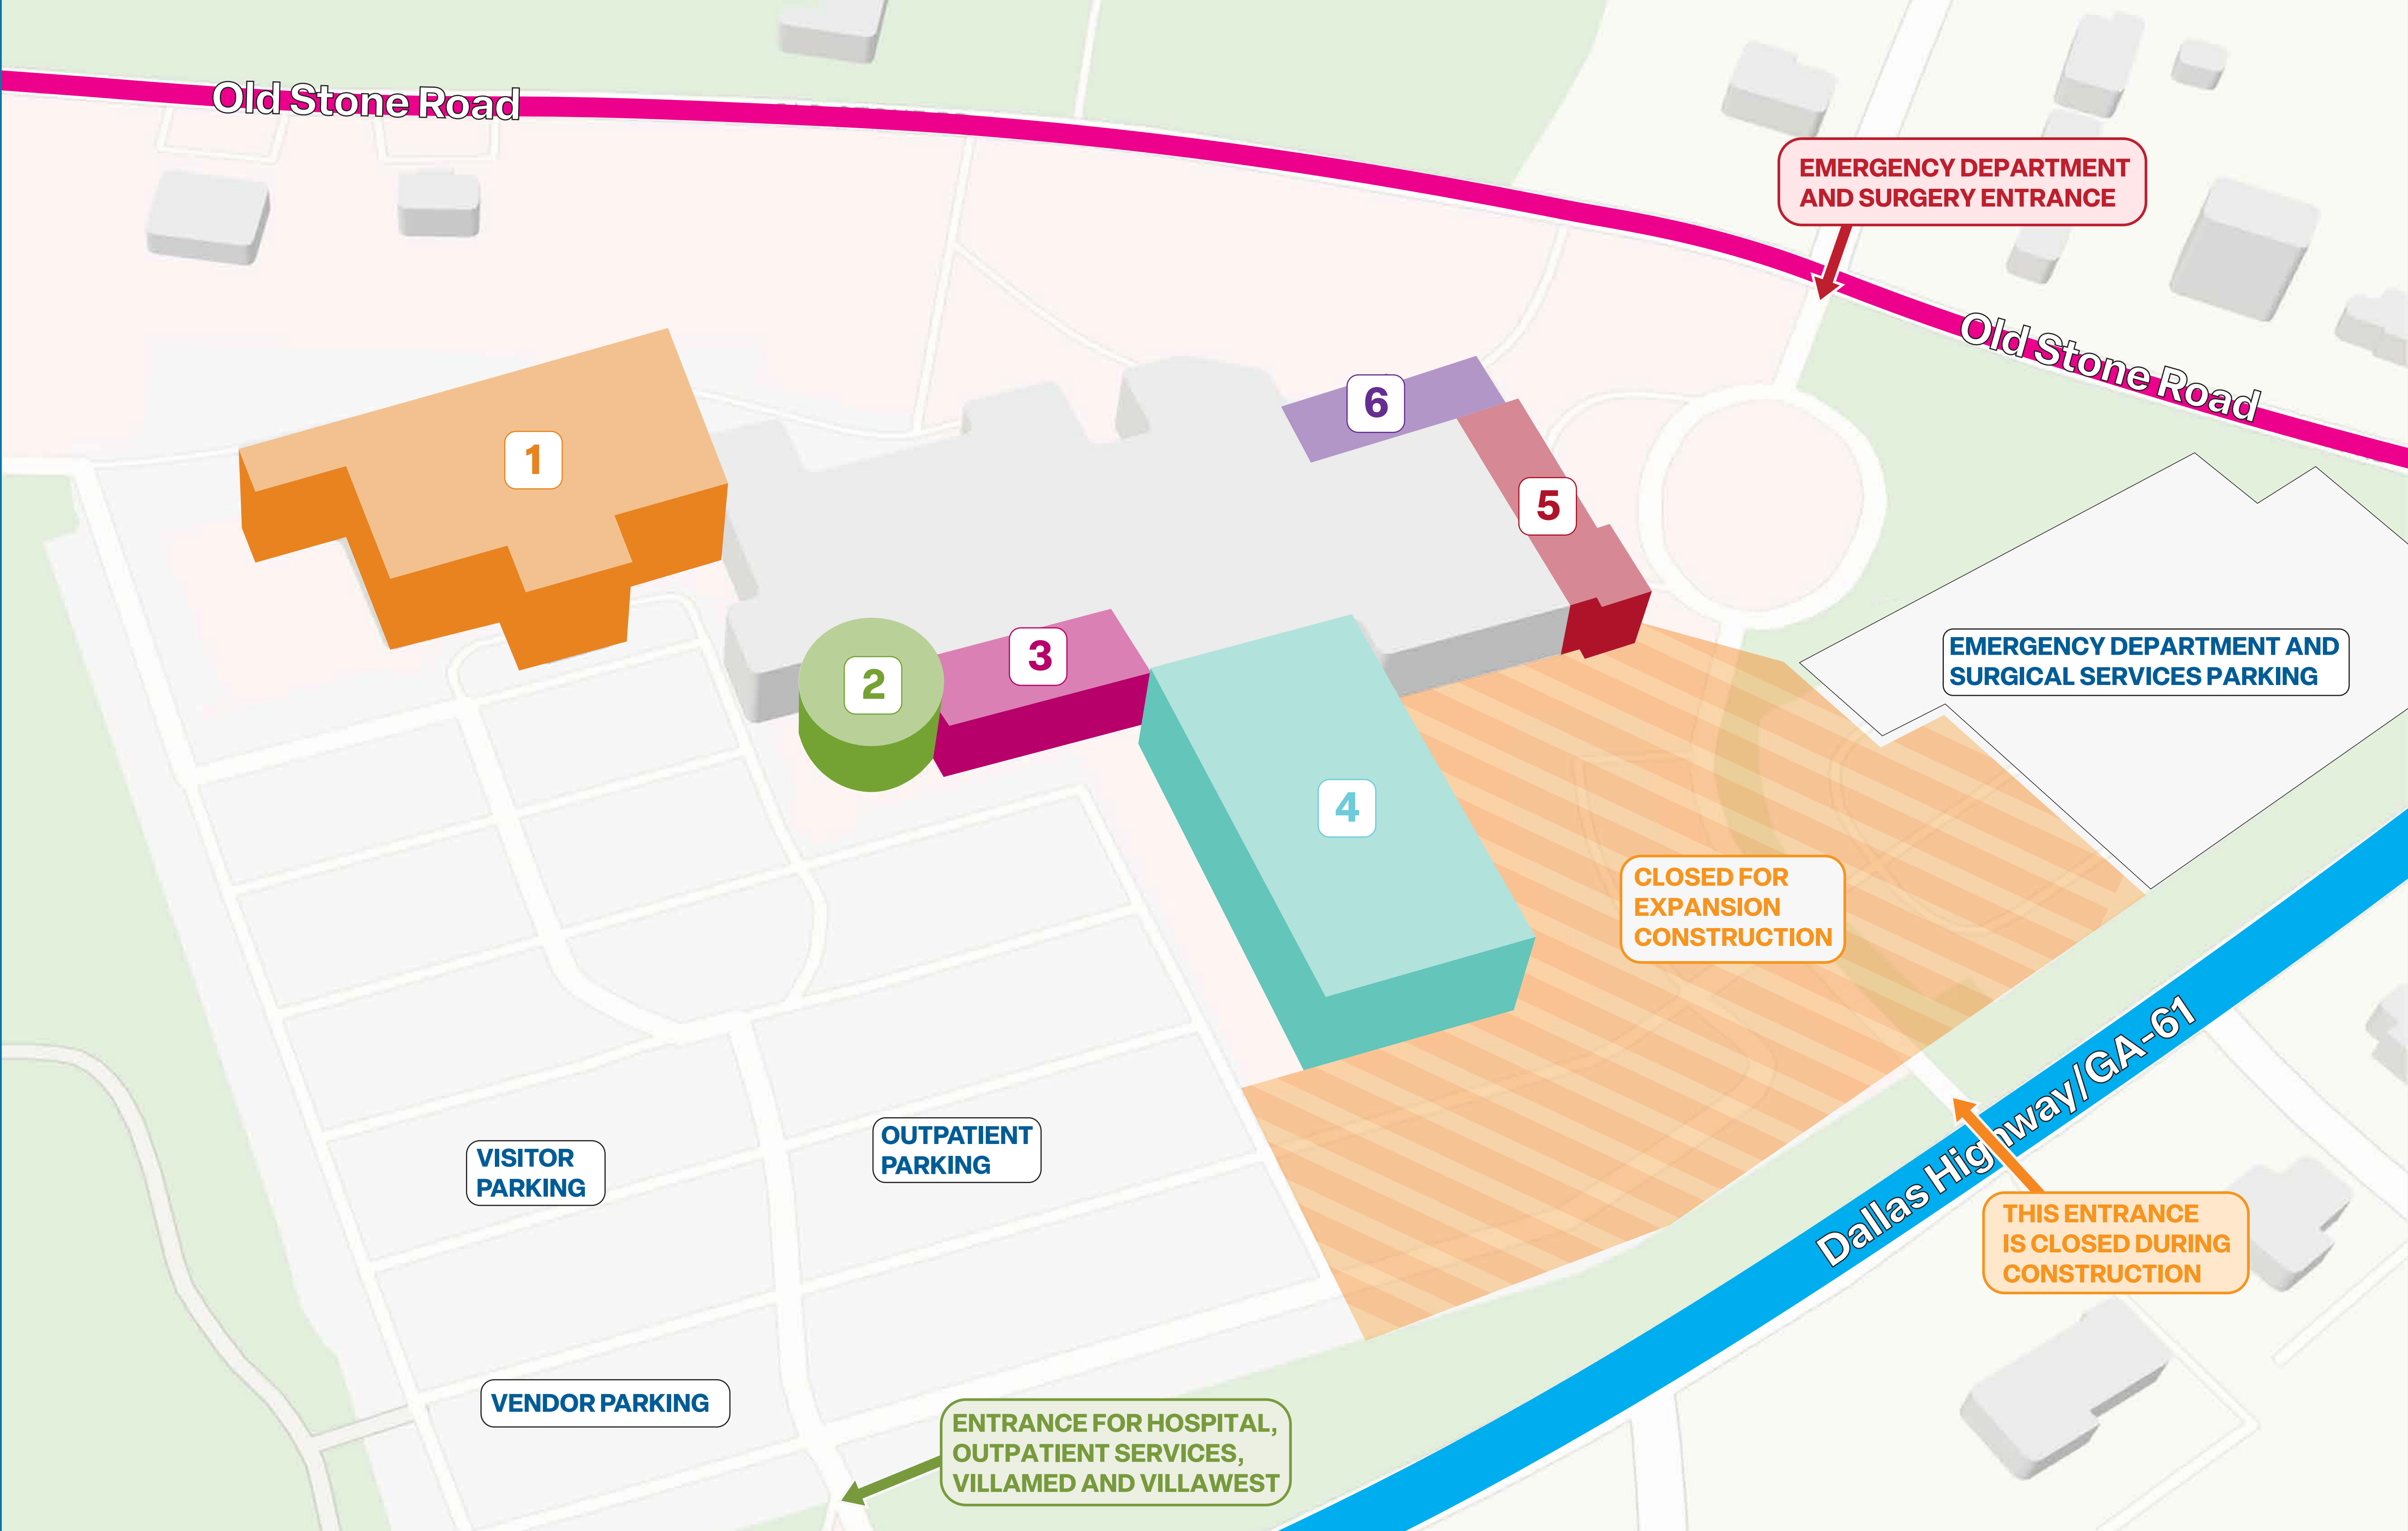 Old Stone Road
EMERGENCY DEPARTMENT
AND SURGERY ENTRANCE
Old Stone Road
6
1
5
EMERGENCY DEPARTMENT AND
SURGICAL SERVICES PARKING
3
2
4
CLOSED FOR
EXPANSION
CONSTRUCTION
Dallas Highway/GA-61
OUTPATIENT
PARKING
VISITOR
PARKING
THIS ENTRANCE
IS CLOSED DURING
CONSTRUCTION
VENDOR PARKING
ENTRANCE FOR HOSPITAL,
OUTPATIENT SERVICES,
VILLAMED AND VILLAWEST